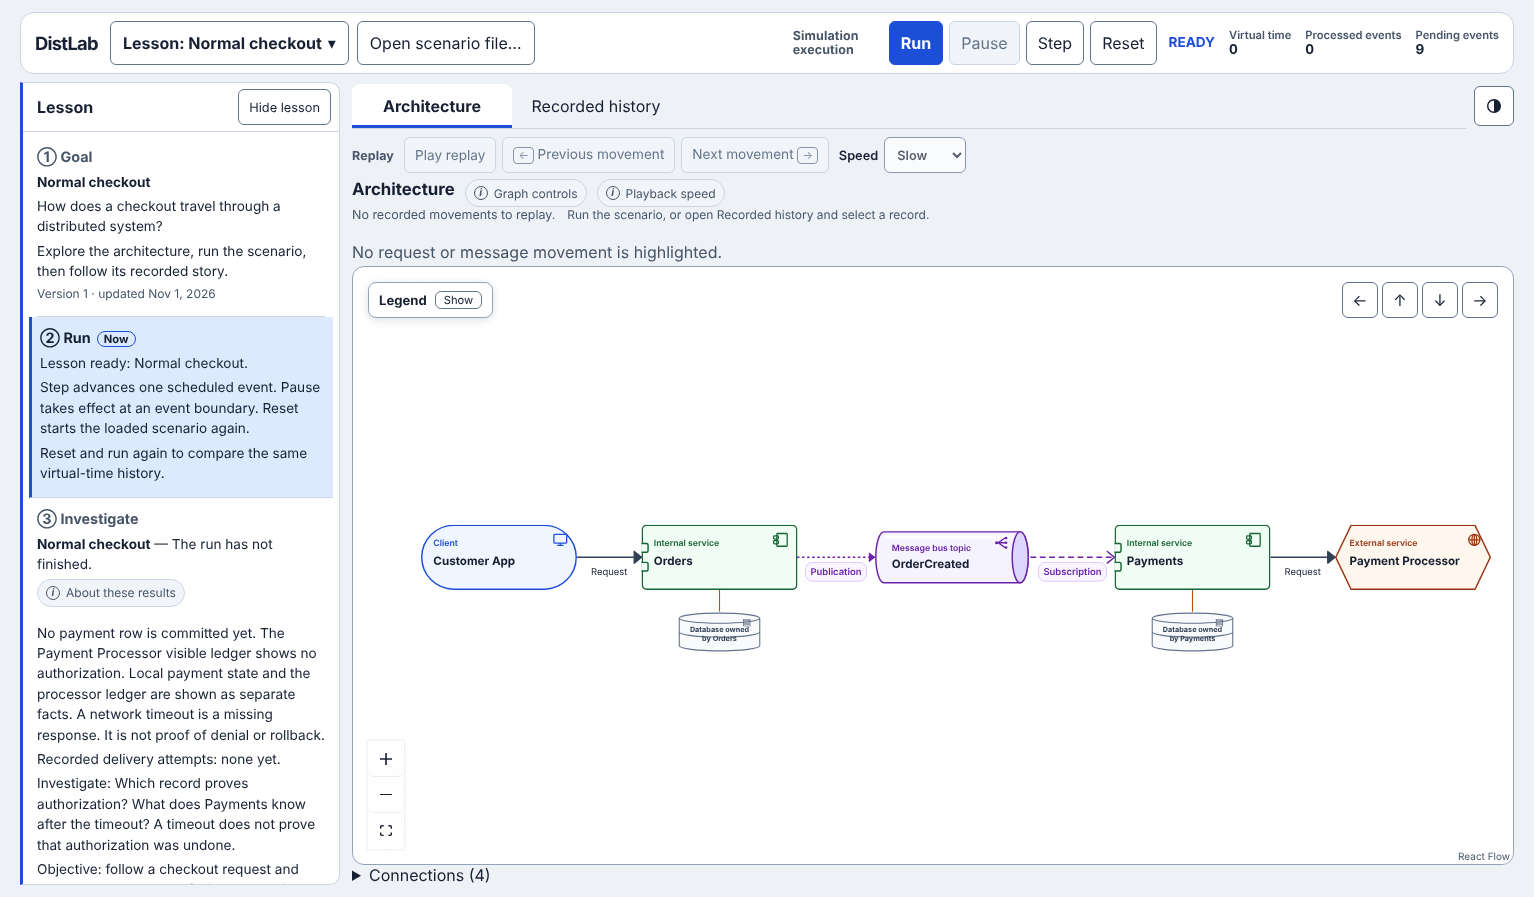 DistLab
Lesson: Normal checkout ▾
Open scenario file...
Simulation
execution
Run
Pause
Step
Reset
READY
Virtual time
0
Processed events
0
Pending events
9
Lesson
Hide lesson
1 Goal
Normal checkout
How does a checkout travel through a
distributed system?
Explore the architecture, run the scenario,
then follow its recorded story.
Version 1 · updated Nov 1, 2026
2 Run Now
Lesson ready: Normal checkout.
Step advances one scheduled event. Pause
takes effect at an event boundary. Reset
starts the loaded scenario again.
Reset and run again to compare the same
virtual-time history.
3 Investigate
Normal checkout — The run has not
finished.
i About these results
No payment row is committed yet. The
Payment Processor visible ledger shows no
authorization. Local payment state and the
processor ledger are shown as separate
facts. A network timeout is a missing
response. It is not proof of denial or rollback.
Recorded delivery attempts: none yet.
Investigate: Which record proves
authorization? What does Payments know
after the timeout? A timeout does not prove
that authorization was undone.
Objective: follow a checkout request and
Architecture
Recorded history
Replay
Play replay
← Previous movement
Next movement →
Speed
Slow
Architecture
i Graph controls
i Playback speed
No recorded movements to replay. Run the scenario, or open Recorded history and select a record.
No request or message movement is highlighted.
Legend
Show
← ↑ ↓ →
Client
Customer App
Request
Internal service
Orders
Database owned
by Orders
Publication
Message bus topic
OrderCreated
Subscription
Internal service
Payments
Database owned
by Payments
Request
External service
Payment Processor
+
−
React Flow
Connections (4)